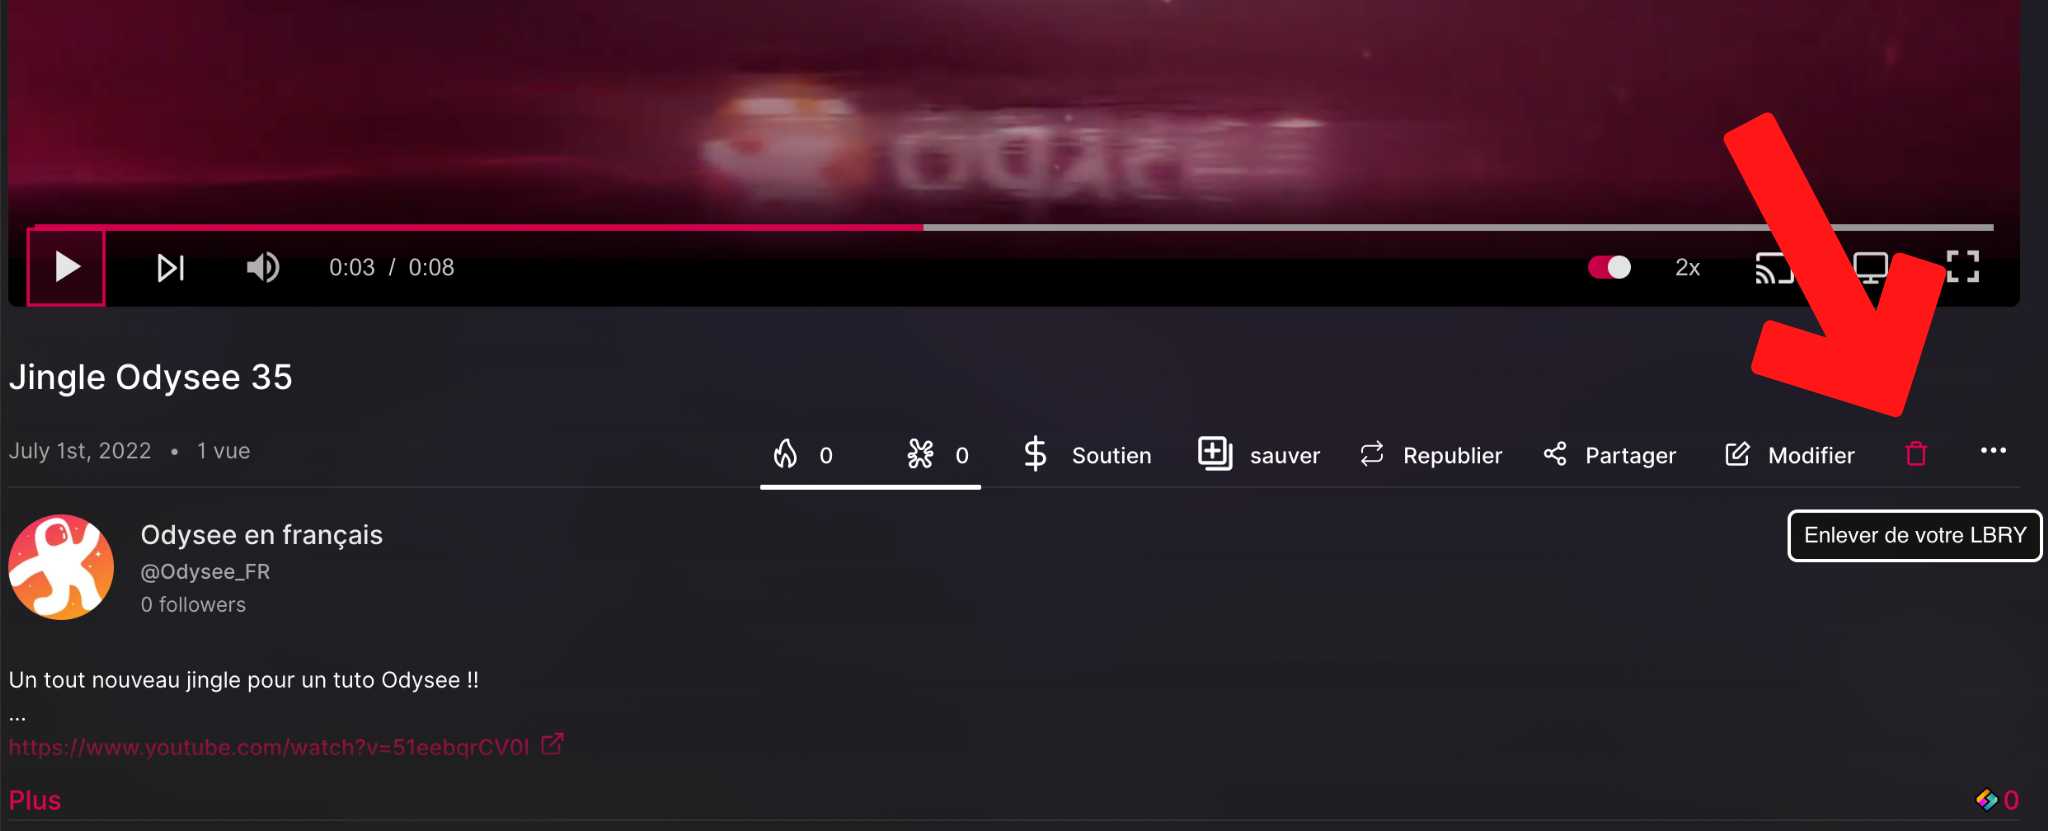 0:03 / 0:08
2x
Jingle Odysee 35
July 1st, 2022 • 1 vue
0 0 Soutien sauver Republier Partager Modifier ...
Enlever de votre LBRY
Odysee en français
@Odysee_FR
0 followers
Un tout nouveau jingle pour un tuto Odysee !!
...
https://www.youtube.com/watch?v=51eebqrCV0I
Plus
0